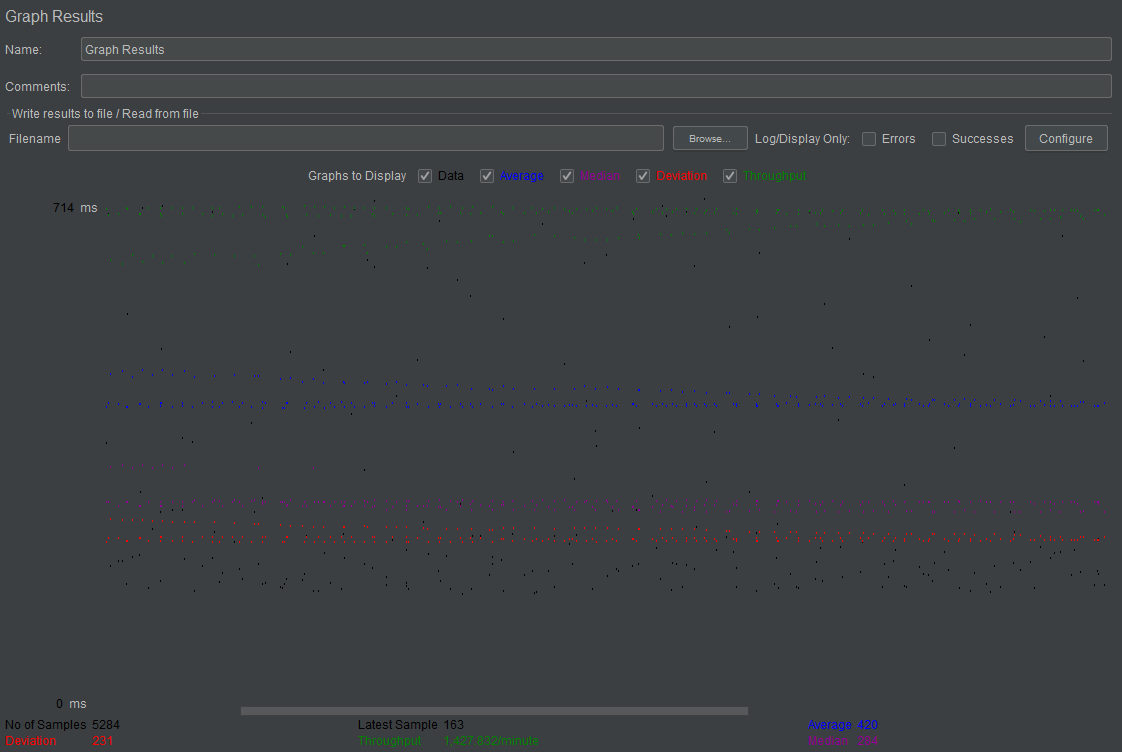 Graph Results
Name: Graph Results
Comments:
Write results to file / Read from file
Filename Browse... Log/Display Only: Errors Successes Configure
Graphs to Display Data Average Median Deviation Throughput
714 ms
0 ms
No of Samples 5284 Latest Sample 163 Average 420
Deviation 231 Throughput 1,427.832/minute Median 284